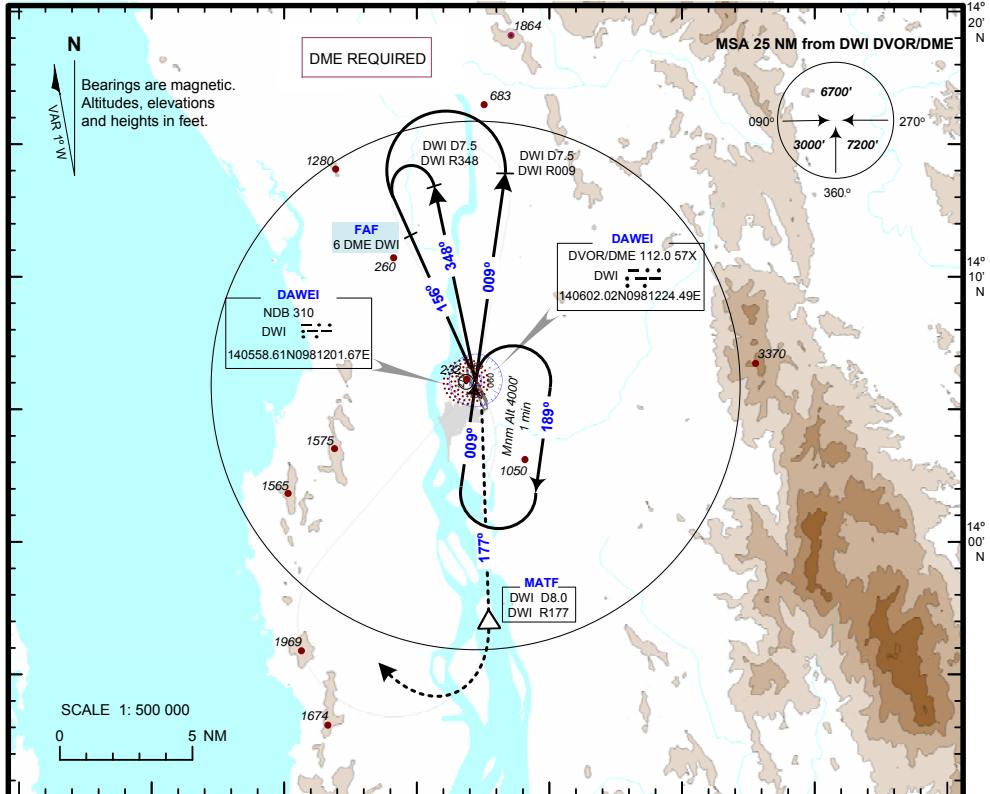 14°
20'
N
1864
MSA 25 NM from DWI DVOR/DME
N
DME REQUIRED
Bearings are magnetic.
Altitudes, elevations
and heights in feet.
VAR 1° W
6700'
090°
270°
3000'
7200'
360.°
683
1280
DWI D7.5
DWI R348
DWI D7.5
DWI R009
FAF
6 DME DWI
260
156°
348°
009°
DAWEI
DVOR/DME 112.0 57X
DWI
140602.02N0981224.49E
14°
10'
N
DAWEI
NDB 310
DWI
140558.61N0981201.67E
232
090
3370
Mnm Alt 4000'
1 min
189°
009°
1575
1050
1565
177°
14°
00'
N
MATF
DWI D8.0
DWI R177
1969
1674
SCALE 1: 500 000
0
5 NM